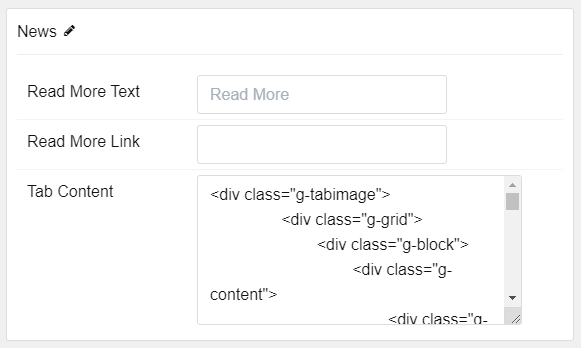 News
Read More Text
Read More
Read More Link
Tab Content
<div class="g-tabimage">
<div class="g-grid">
<div class="g-block">
<div class="g-
content">
<div class="g-